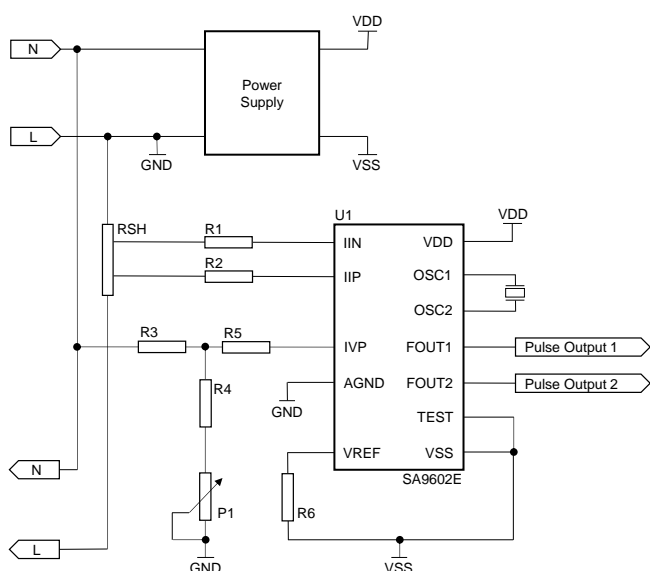 VDD
N
Power
Supply
L
GND
VSS
U1
VDD
RSH
R1
IIN
VDD
R2
IIP
OSC1
OSC2
R3
R5
IVP
FOUT1
Pulse Output 1
R4
AGND
FOUT2
Pulse Output 2
GND
TEST
N
VREF
VSS
SA9602E
P1
R6
L
GND
VSS